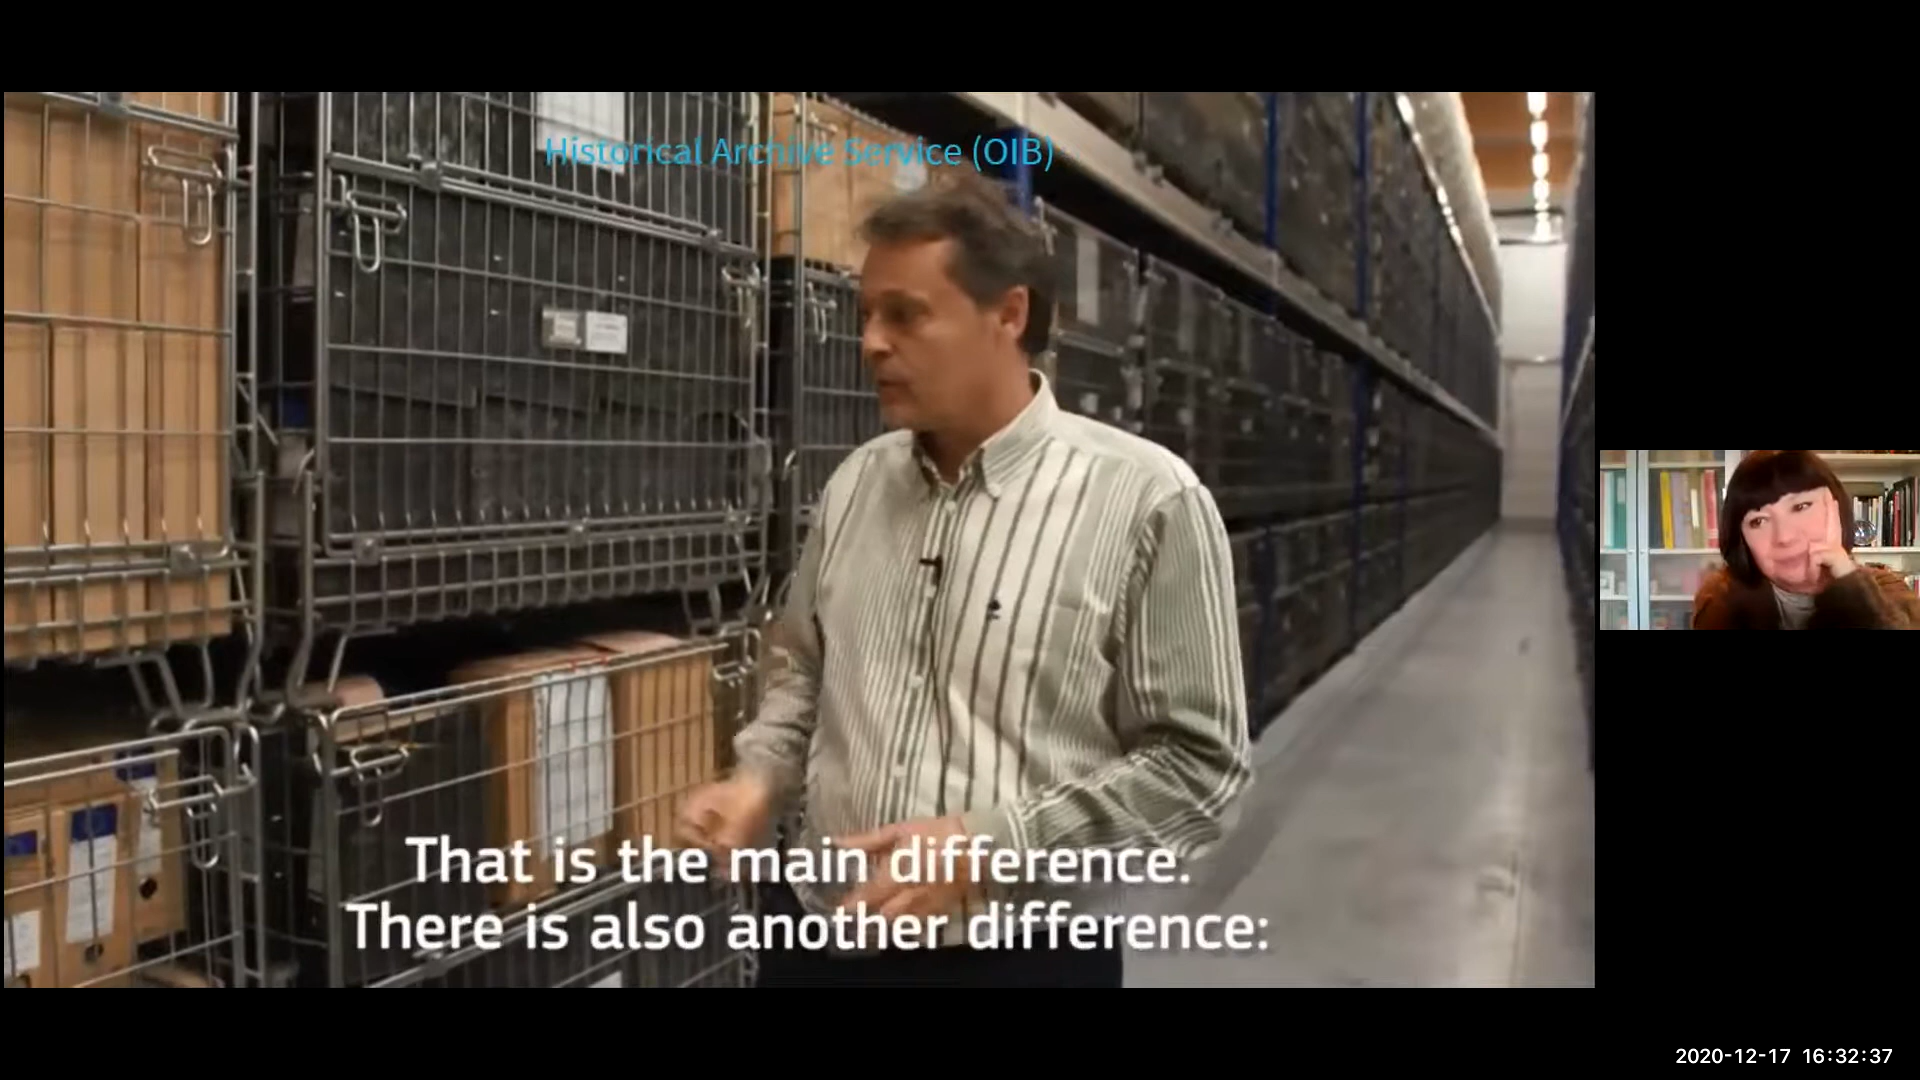 Historical Archive Service (OIB)
That is the main difference.
There is also another difference:
2020-12-17 16:32:37